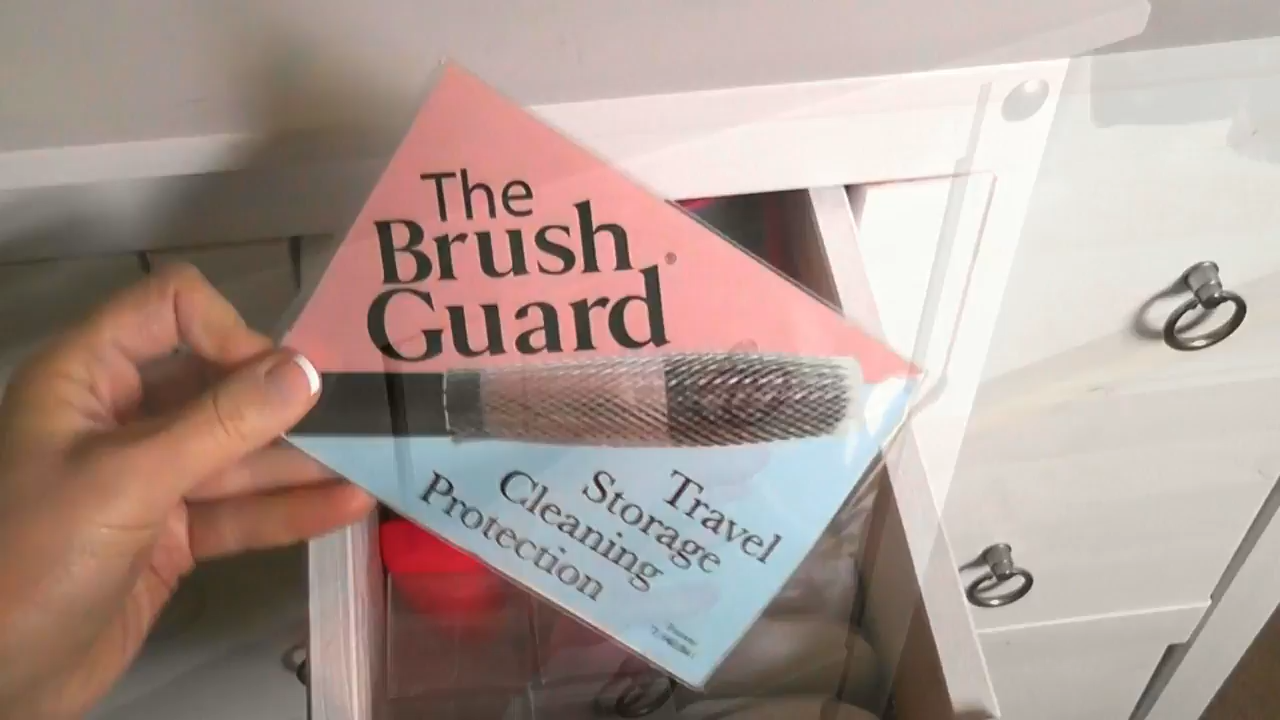 The
Brush
Guard®
Travel
Storage
Cleaning
Protection